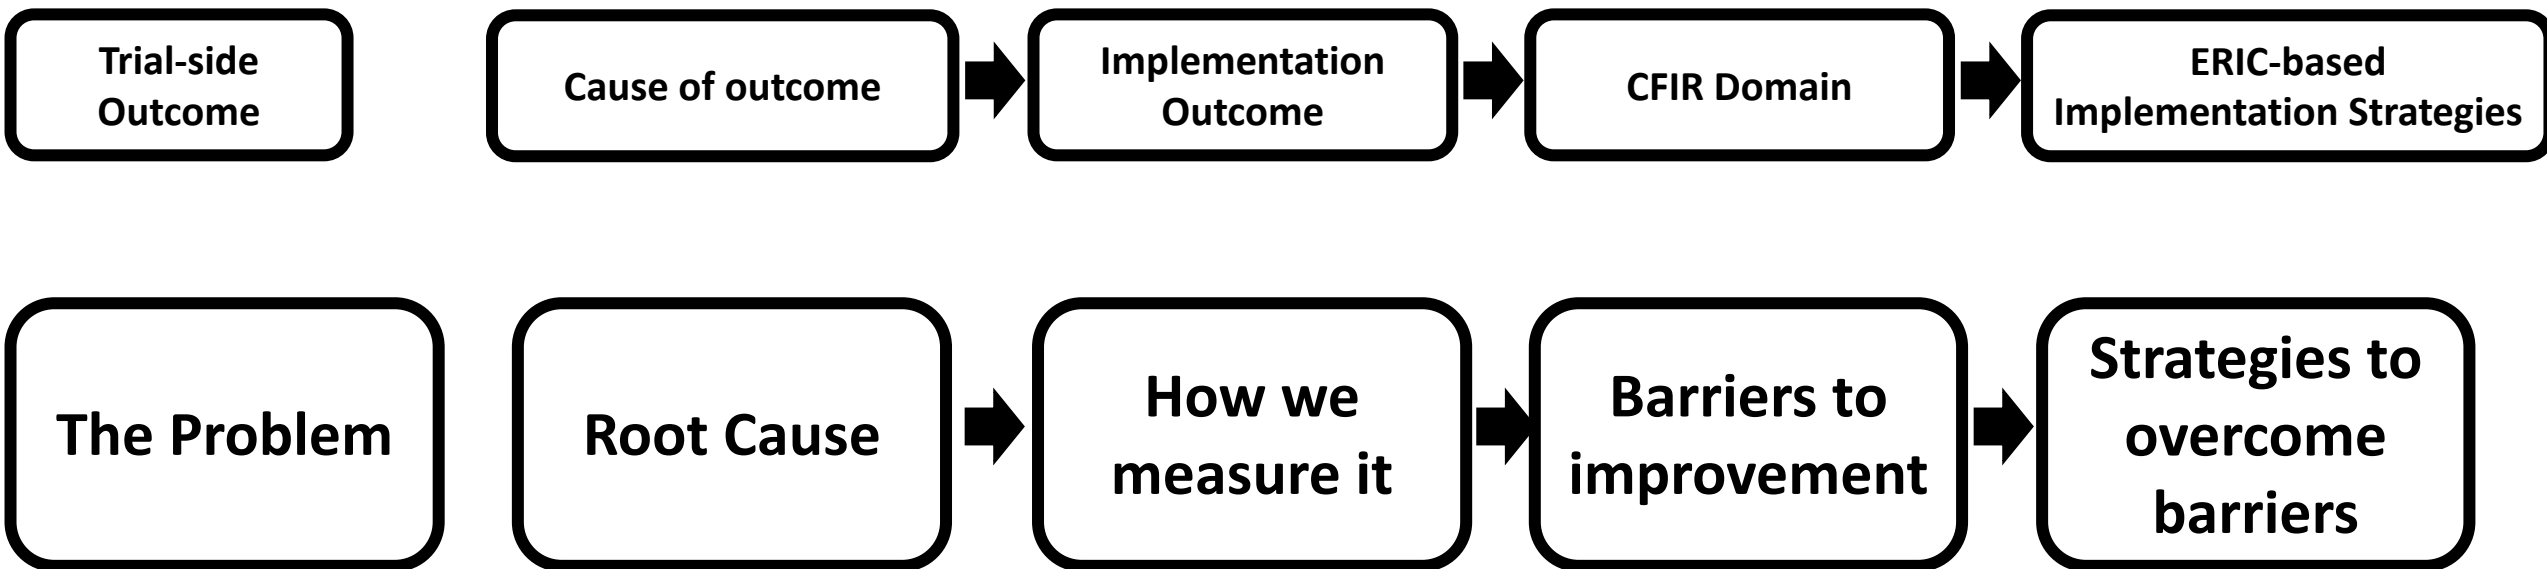 Trial-side
Outcome
Cause of outcome
Implementation
Outcome
CFIR Domain
ERIC-based
Implementation Strategies
The Problem
Root Cause
How we
measure it
Barriers to
improvement
Strategies to
overcome
barriers